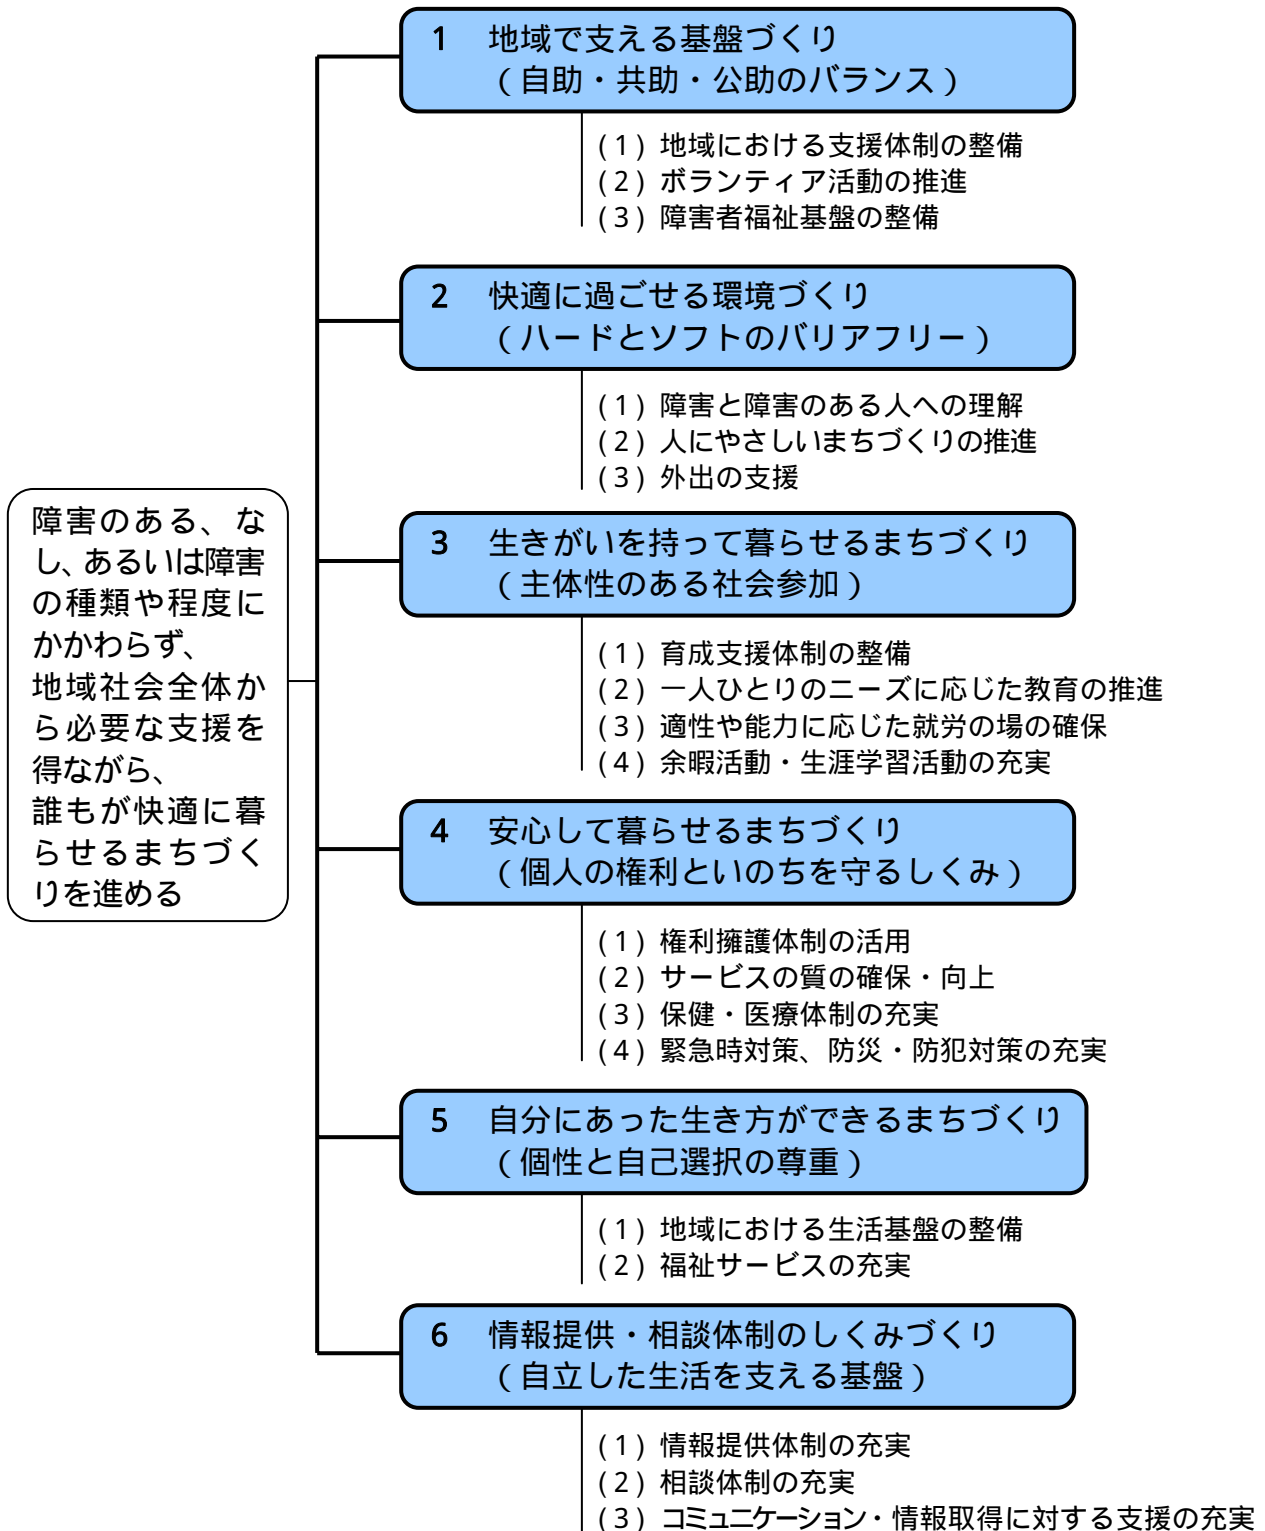 1 地域で支える基盤づくり
（自助・共助・公助のバランス）
(1) 地域における支援体制の整備
(2) ボランティア活動の推進
(3) 障害者福祉基盤の整備
2 快適に過ごせる環境づくり
（ハードとソフトのバリアフリー）
(1) 障害と障害のある人への理解
(2) 人にやさしいまちづくりの推進
(3) 外出の支援
障害のある、な
し、あるいは障害
の種類や程度に
かかわらず、
地域社会全体か
ら必要な支援を
得ながら、
誰もが快適に暮
らせるまちづく
りを進める
3 生きがいを持って暮らせるまちづくり
（主体性のある社会参加）
(1) 育成支援体制の整備
(2) 一人ひとりのニーズに応じた教育の推進
(3) 適性や能力に応じた就労の場の確保
(4) 余暇活動・生涯学習活動の充実
4 安心して暮らせるまちづくり
（個人の権利といのちを守るしくみ）
(1) 権利擁護体制の活用
(2) サービスの質の確保・向上
(3) 保健・医療体制の充実
(4) 緊急時対策、防災・防犯対策の充実
5 自分にあった生き方ができるまちづくり
（個性と自己選択の尊重）
(1) 地域における生活基盤の整備
(2) 福祉サービスの充実
6 情報提供・相談体制のしくみづくり
（自立した生活を支える基盤）
(1) 情報提供体制の充実
(2) 相談体制の充実
(3) コミュニケーション・情報取得に対する支援の充実